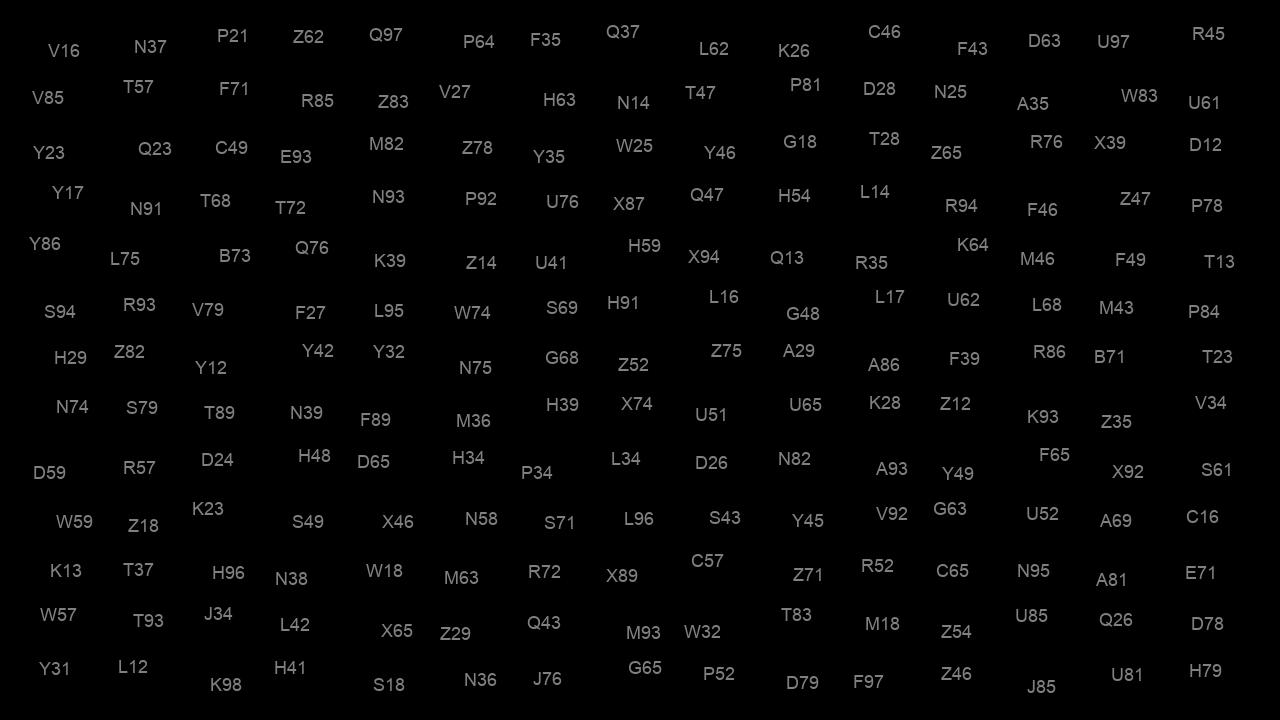 V16 N37 P21 Z62 Q97 P64 F35 Q37 L62 K26 C46 F43 D63 U97 R45
V85 T57 F71 R85 Z83 V27 H63 N14 T47 P81 D28 N25 A35 W83 U61
Y23 Q23 C49 E93 M82 Z78 Y35 W25 Y46 G18 T28 Z65 R76 X39 D12
Y17 N91 T68 T72 N93 P92 U76 X87 Q47 H54 L14 R94 F46 Z47 P78
Y86 L75 B73 Q76 K39 Z14 U41 H59 X94 Q13 R35 K64 M46 F49 T13
S94 R93 V79 F27 L95 W74 S69 H91 L16 G48 L17 U62 L68 M43 P84
H29 Z82 Y12 Y42 Y32 N75 G68 Z52 Z75 A29 A86 F39 R86 B71 T23
N74 S79 T89 N39 F89 M36 H39 X74 U51 U65 K28 Z12 K93 Z35 V34
D59 R57 D24 H48 D65 H34 P34 L34 D26 N82 A93 Y49 F65 X92 S61
W59 Z18 K23 S49 X46 N58 S71 L96 S43 Y45 V92 G63 U52 A69 C16
K13 T37 H96 N38 W18 M63 R72 X89 C57 Z71 R52 C65 N95 A81 E71
W57 T93 J34 L42 X65 Z29 Q43 M93 W32 T83 M18 Z54 U85 Q26 D78
Y31 L12 K98 H41 S18 N36 J76 G65 P52 D79 F97 Z46 J85 U81 H79